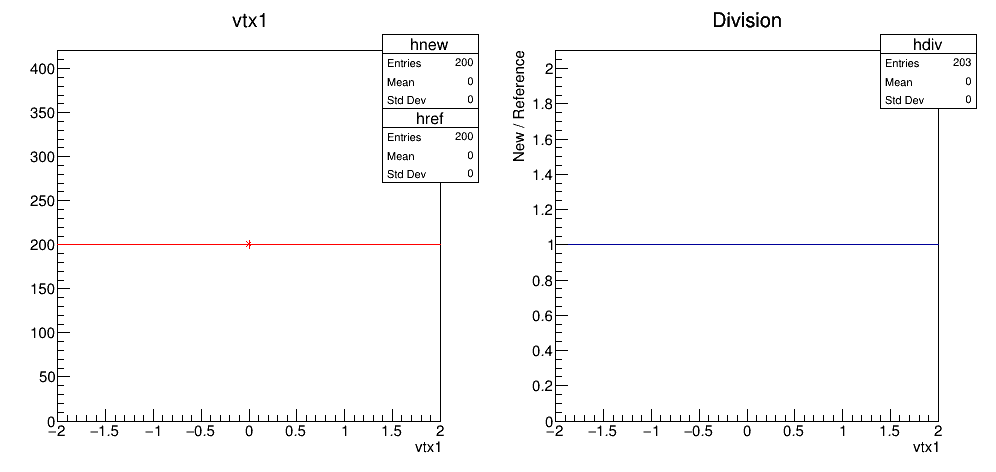 vtx1
hnew
Entries 200
Mean 0
Std Dev 0
href
Entries 200
Mean 0
Std Dev 0
400
350
300
250
200
150
100
50
0
−2 −1.5 −1 −0.5 0 0.5 1 1.5 2
vtx1
Division
hdiv
Entries 203
Mean 0
Std Dev 0
New / Reference
2
1.8
1.6
1.4
1.2
1
0.8
0.6
0.4
0.2
0
−2 −1.5 −1 −0.5 0 0.5 1 1.5 2
vtx1